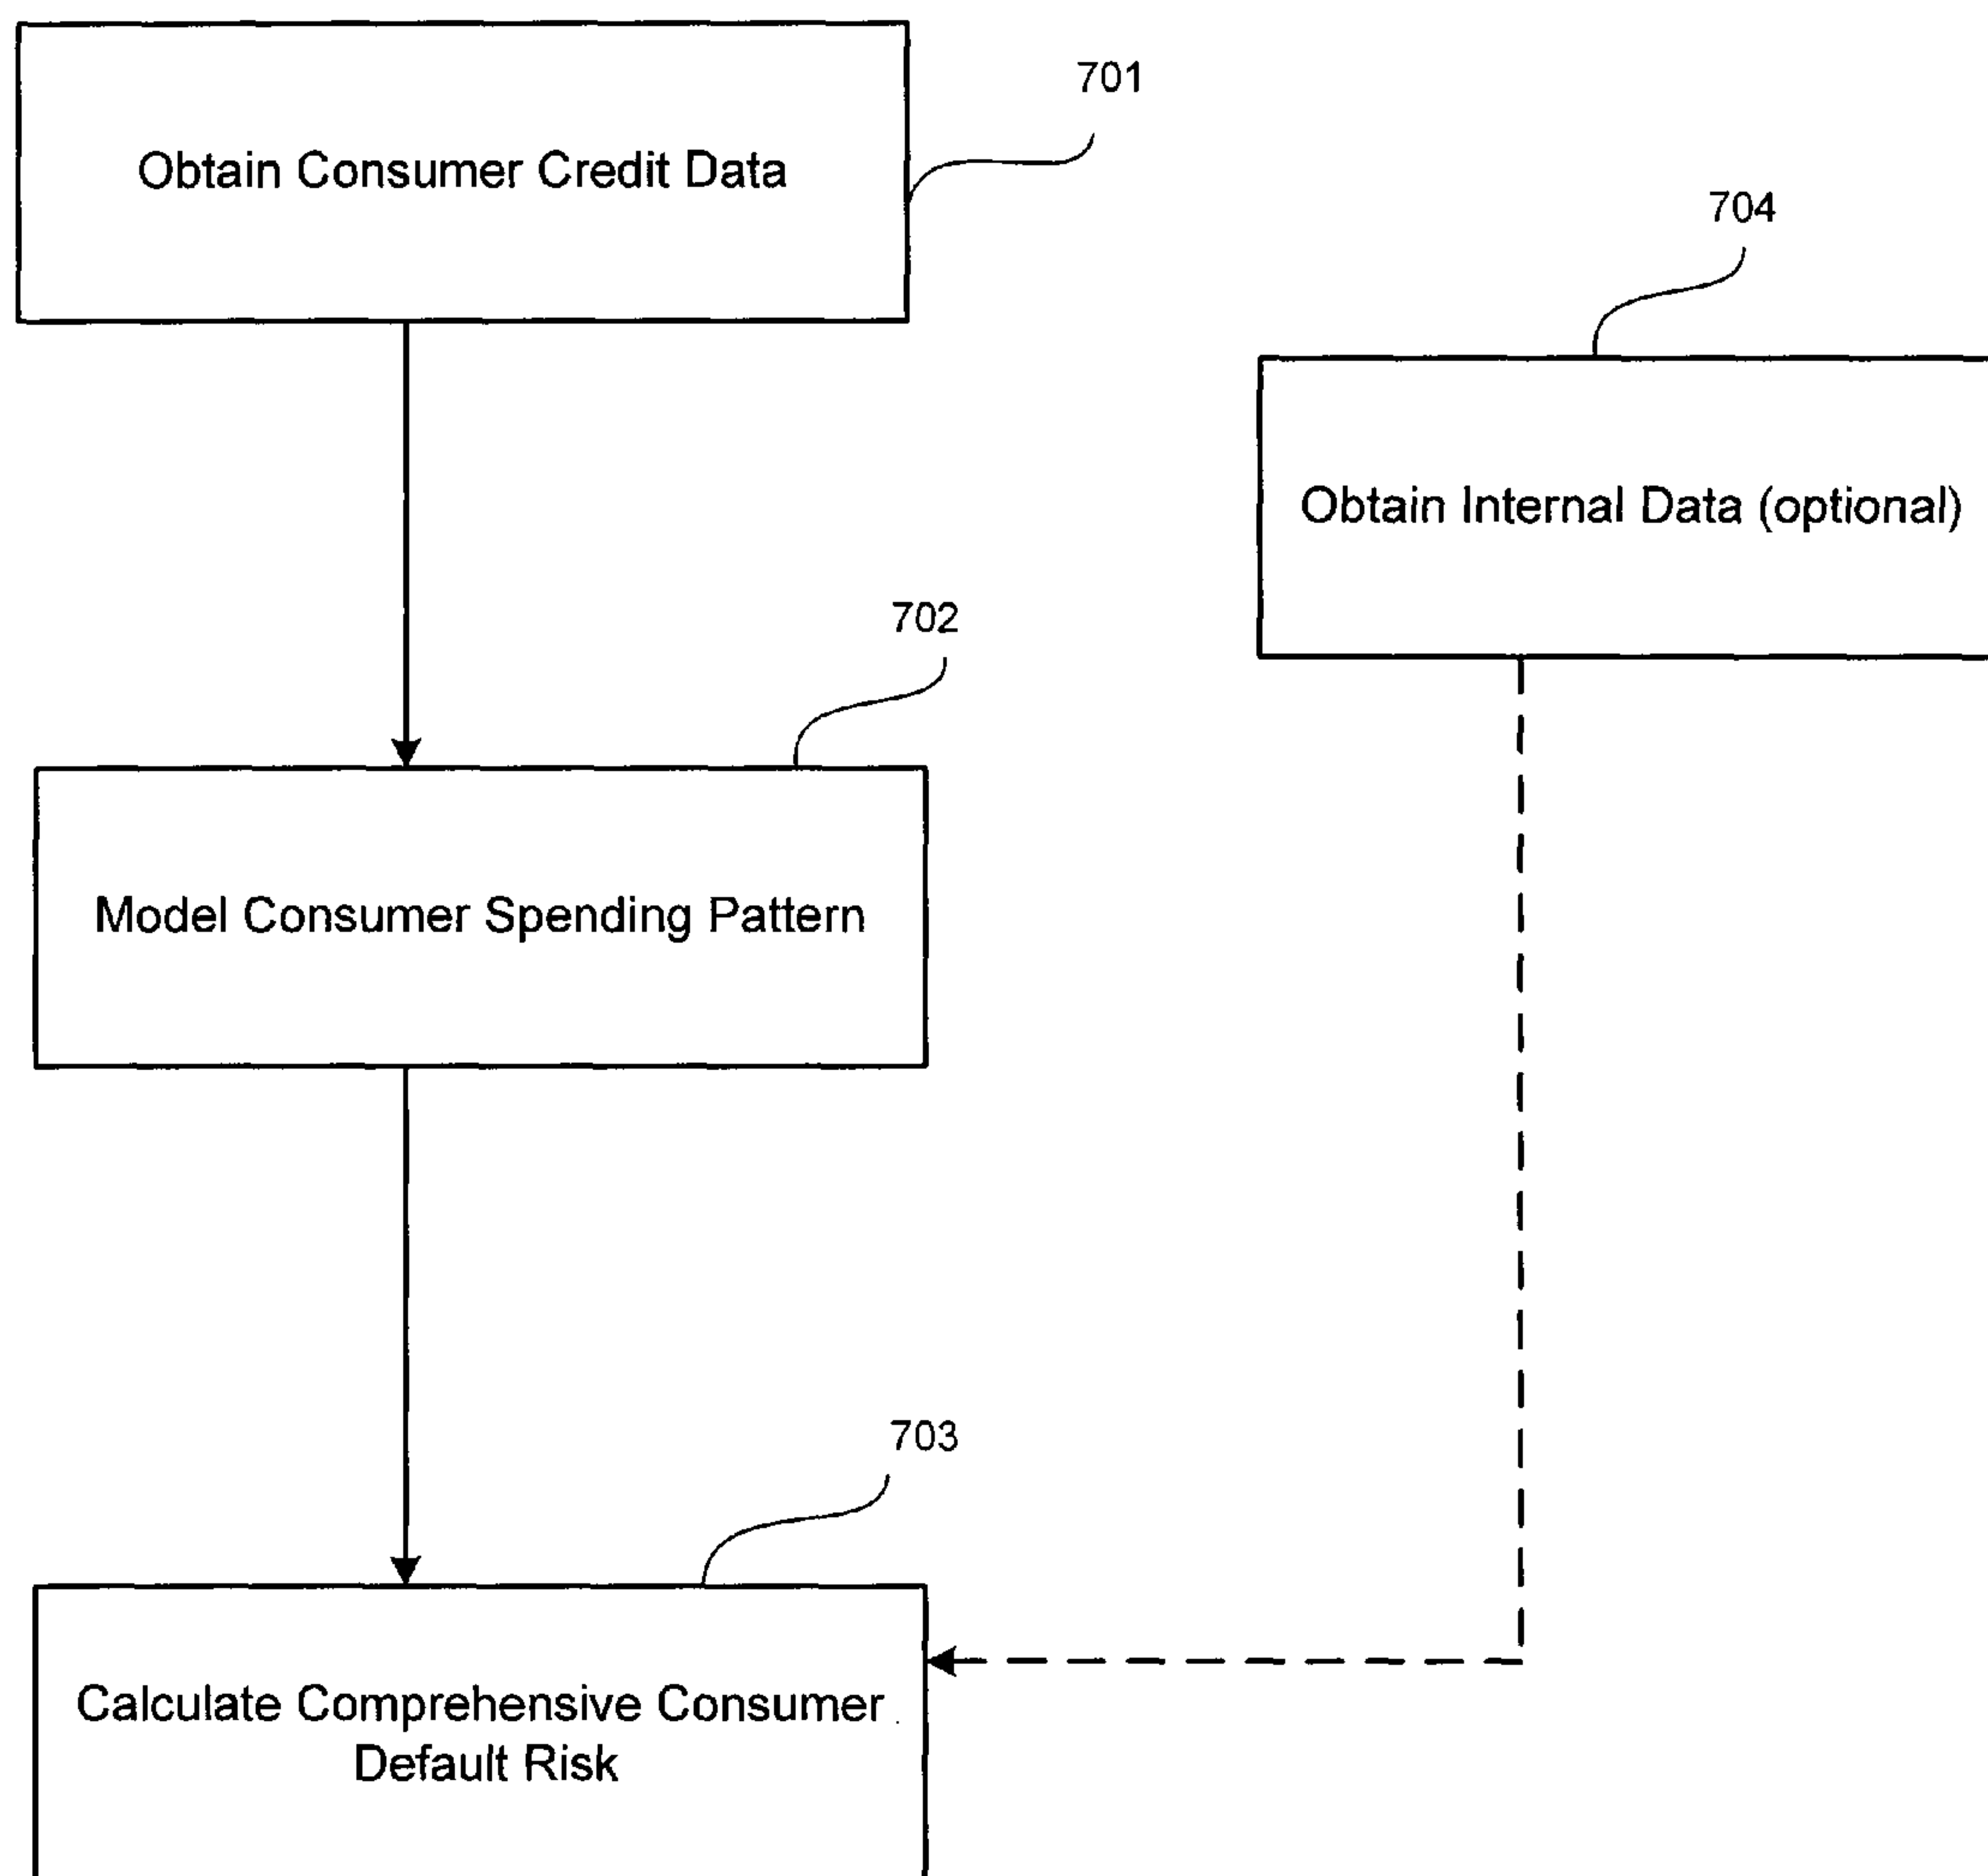 701
Obtain Consumer Credit Data
704
Obtain Internal Data (optional)
702
Model Consumer Spending Pattern
703
Calculate Comprehensive Consumer
Default Risk